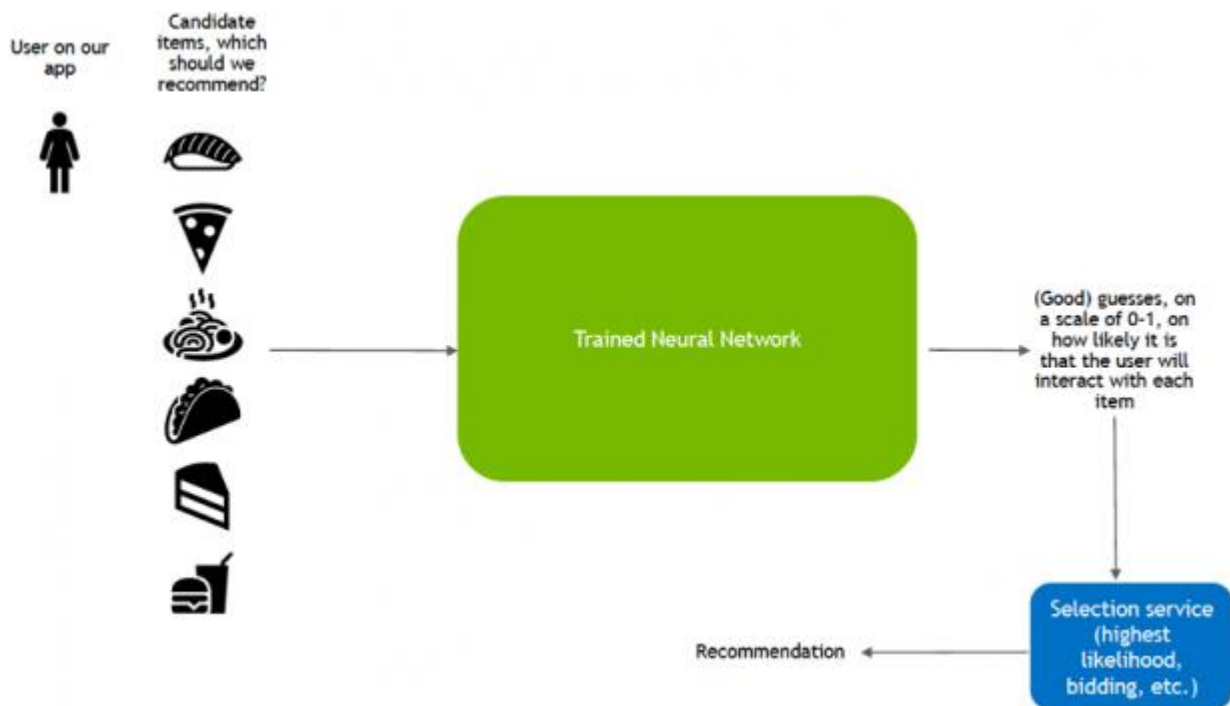 User on our
app
Candidate
items, which
should we
recommend?
Trained Neural Network
(Good) guesses, on
a scale of 0-1, on
how likely it is
that the user will
interact with each
item
Selection service
(highest
likelihood,
bidding, etc.)
Recommendation